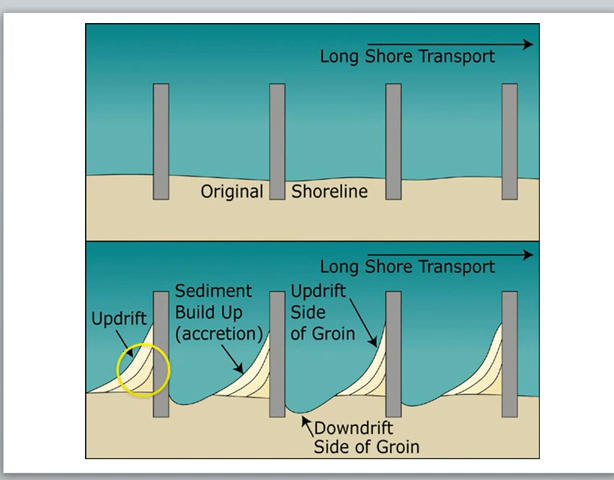 Long Shore Transport
Original Shoreline
Long Shore Transport
Updrift
Sediment
Build Up
(accretion)
Updrift
Side
of Groin
Downdrift
Side of Groin